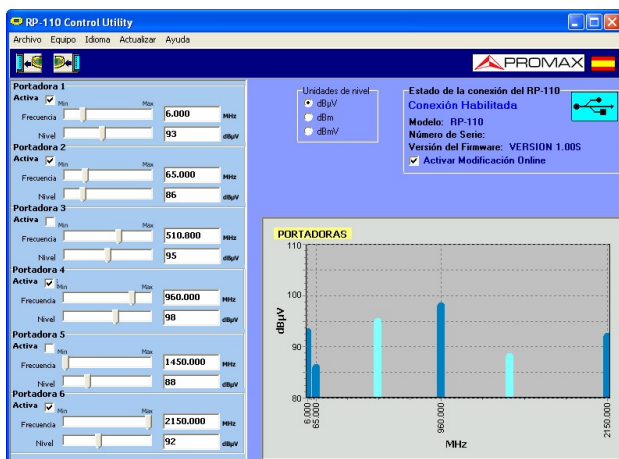 RP-110 Control Utility
Archivo Equipo Idioma Actualizar Ayuda
PROMAX
Portadora 1
Activa Min Max
Frecuencia 6.000 MHz
Nivel 93 dBµV
Portadora 2
Activa Min Max
Frecuencia 65.000 MHz
Nivel 86 dBµV
Portadora 3
Activa Min Max
Frecuencia 510.800 MHz
Nivel 95 dBµV
Portadora 4
Activa Min Max
Frecuencia 960.000 MHz
Nivel 98 dBµV
Portadora 5
Activa Min Max
Frecuencia 1450.000 MHz
Nivel 88 dBµV
Portadora 6
Activa Min Max
Frecuencia 2150.000 MHz
Nivel 92 dBµV
Unidades de nivel
dBµV
dBm
dBmV
Estado de la conexión del RP-110
Conexión Habilitada
Modelo: RP-110
Número de Serie:
Versión del Firmware: VERSION 1.00S
Activar Modificación Online
PORTADORAS
110
100
90
80
dBµV
6.000
65.000
960.000
2150.000
MHz